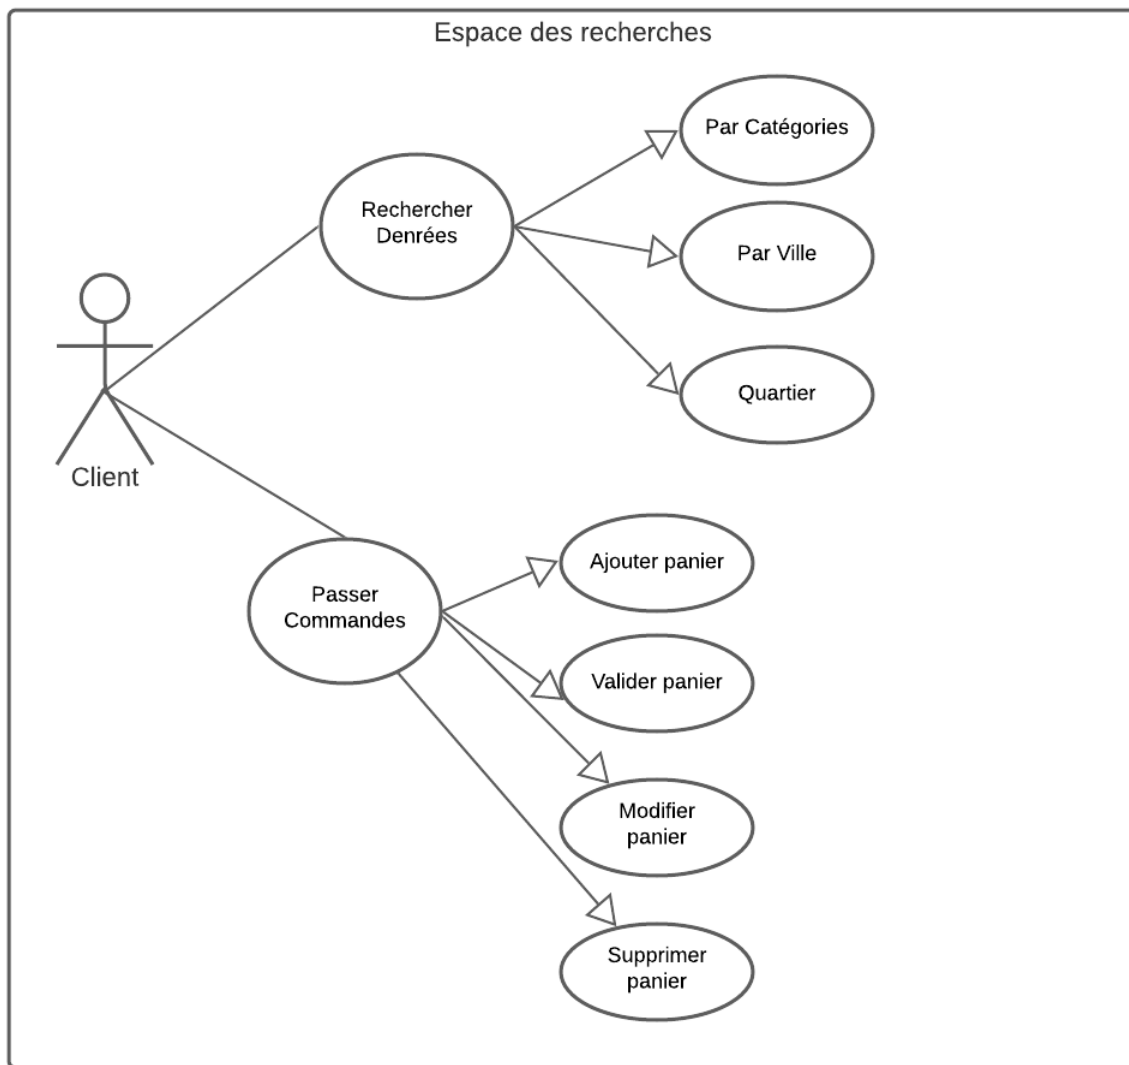 Espace des recherches
Par Catégories
Rechercher
Denrées
Par Ville
Quartier
Client
Ajouter panier
Passer
Commandes
Valider panier
Modifier
panier
Supprimer
panier